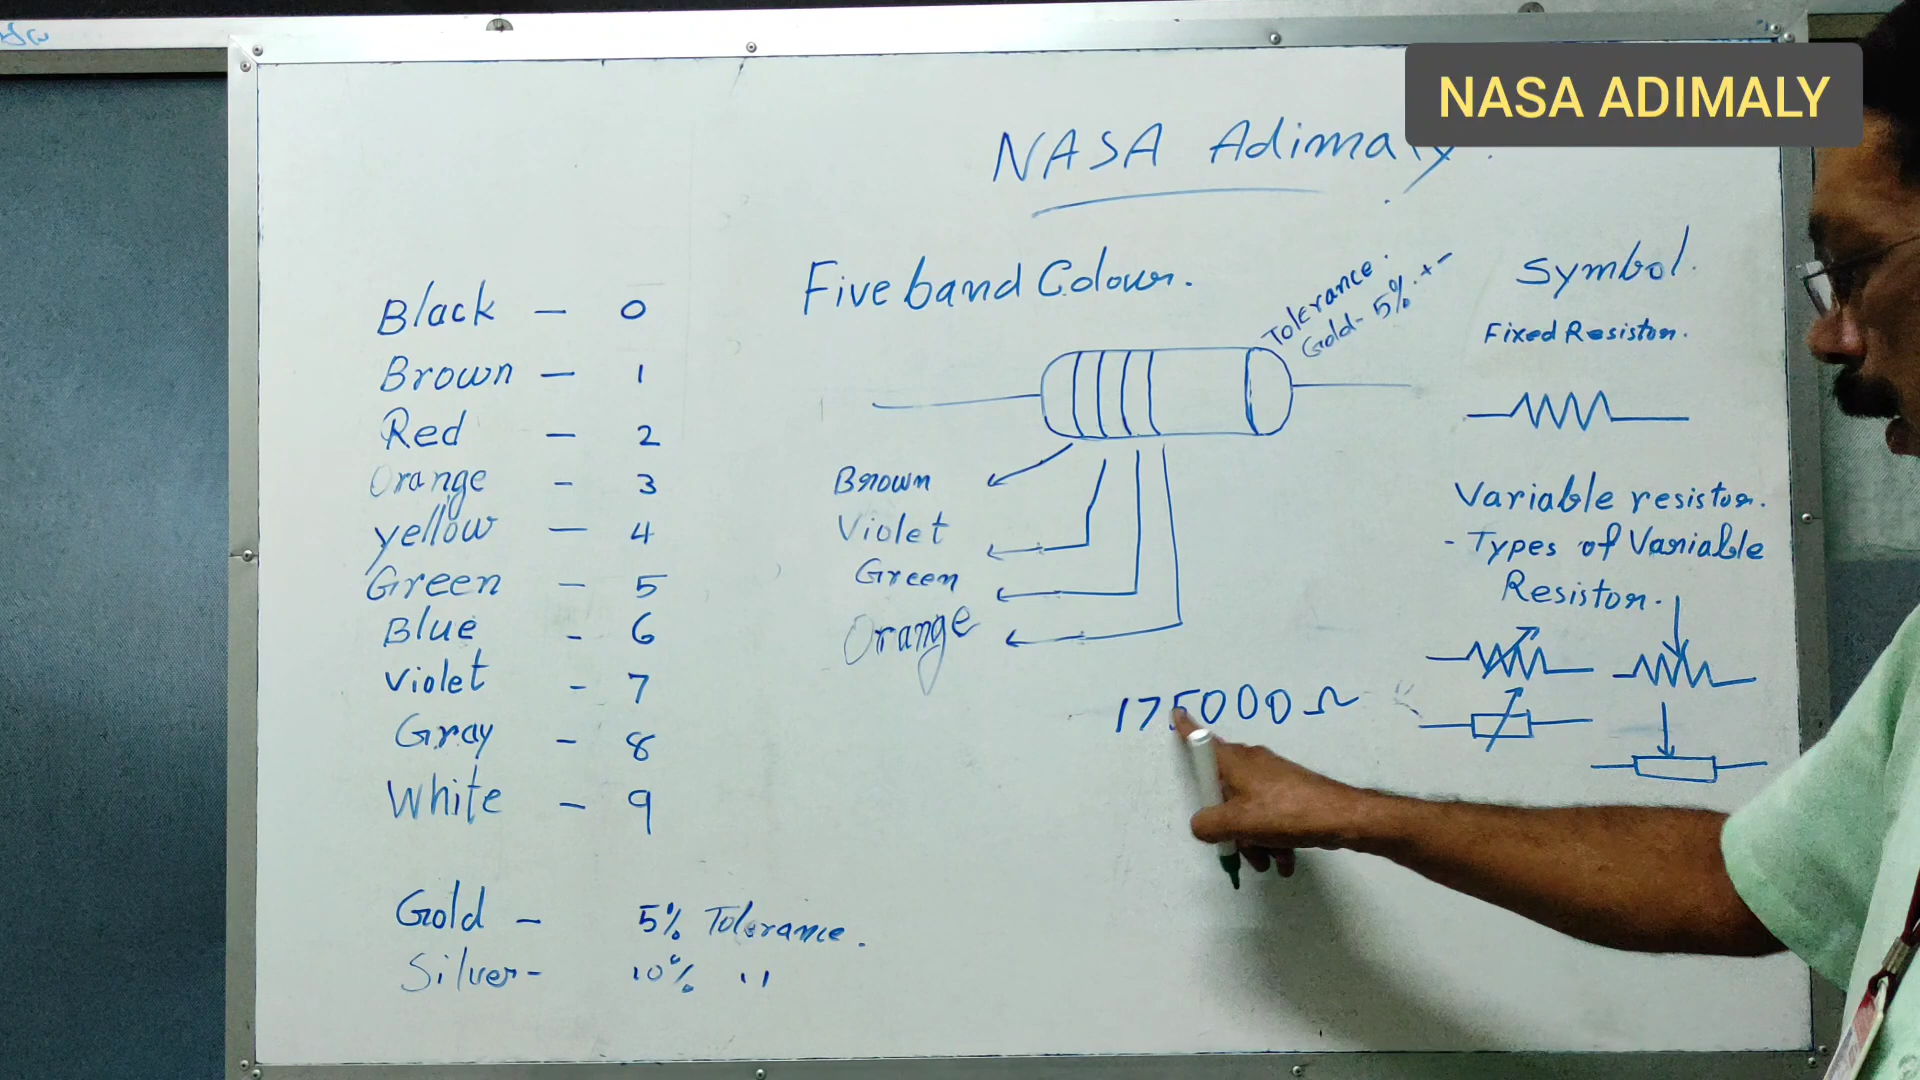 NASA ADIMALY
NASA Adimaly.
Five band Colour.
Black - 0
Brown - 1
Red - 2
Orange - 3
yellow - 4
Green - 5
Blue - 6
Violet - 7
Gray - 8
White - 9
Gold - 5% Tolerance.
Silver - 10% 11
Tolerance.
Gold - 5%. + -
Brown
Violet
Green
Orange
175000 Ω
Symbol.
Fixed Resistor.
Variable resistor.
- Types of Variable
Resistor.